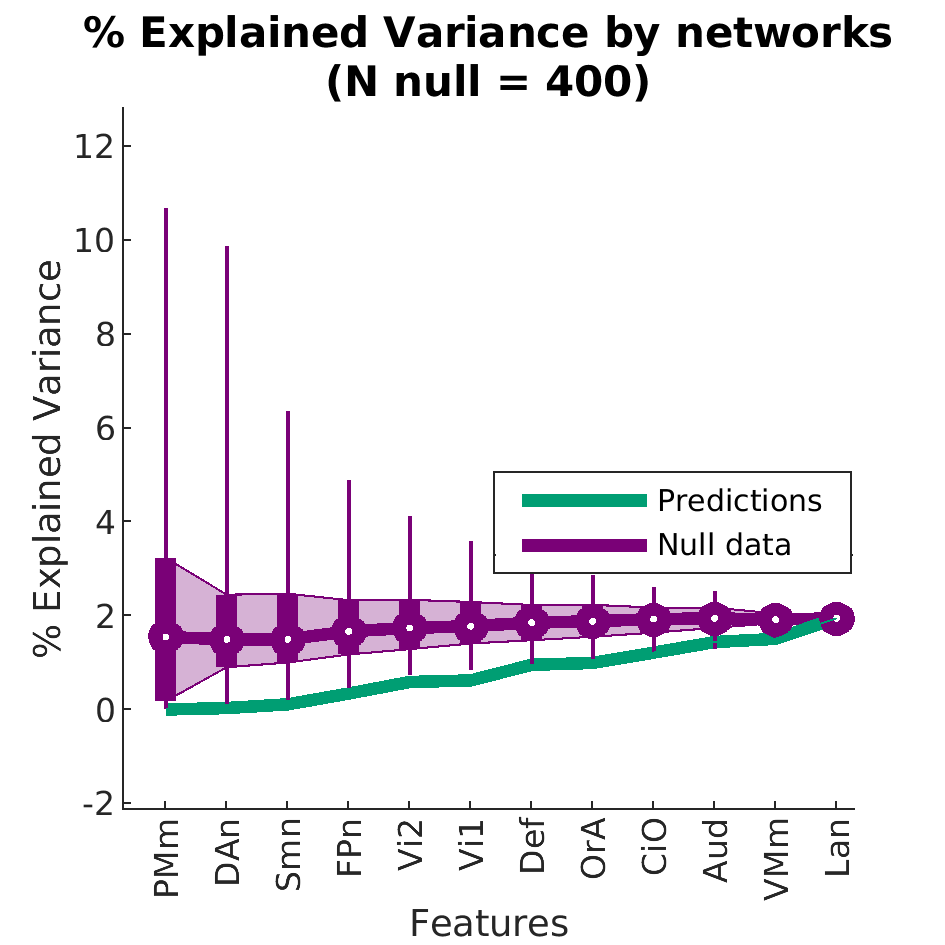 % Explained Variance by networks
(N null = 400)
% Explained Variance
12
10
8
6
4
2
0
-2
Predictions
Null data
PMm
DAn
Smn
FPn
Vi2
Vi1
Def
OrA
CiO
Aud
VMm
Lan
Features